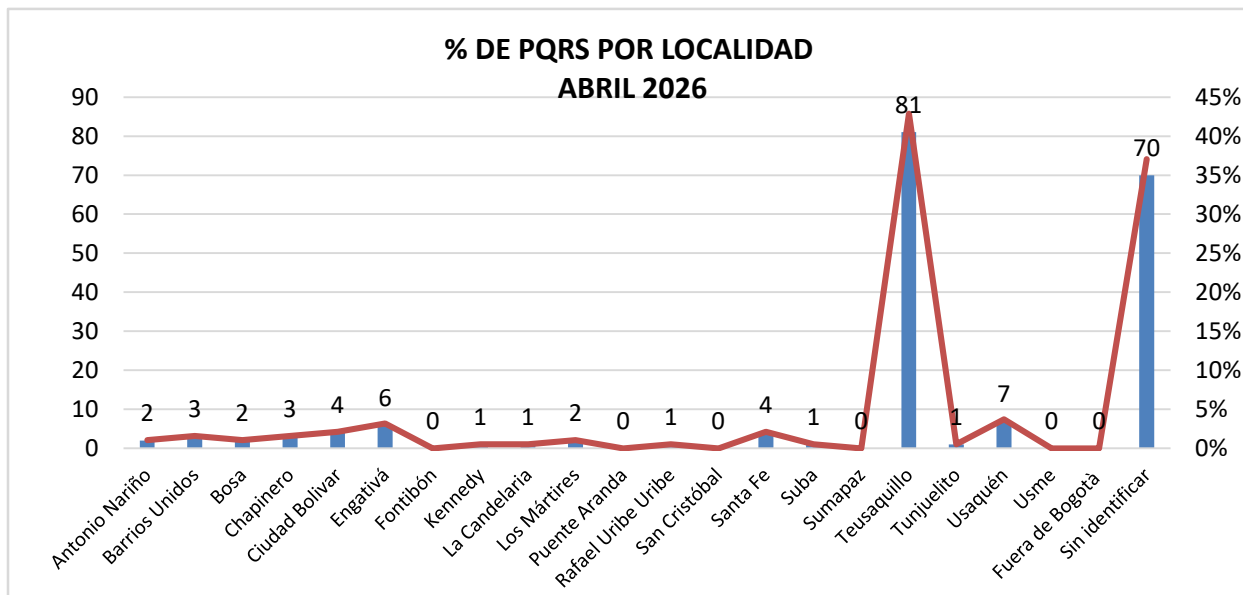 % DE PQRS POR LOCALIDAD
ABRIL 2026
90 45%
80 40%
70 35%
60 30%
50 25%
40 20%
30 15%
20 10%
10 5%
0 0%
2 3 2 3 4 6 0 1 1 2 0 1 0 4 1 0 81 1 7 0 0 70
Antonio Nariño
Barrios Unidos
Bosa
Chapinero
Ciudad Bolivar
Engativá
Fontibón
Kennedy
La Candelaria
Los Mártires
Puente Aranda
Rafael Uribe Uribe
San Cristóbal
Santa Fe
Suba
Sumapaz
Teusaquillo
Tunjuelito
Usaquén
Usme
Fuera de Bogotà
Sin identificar